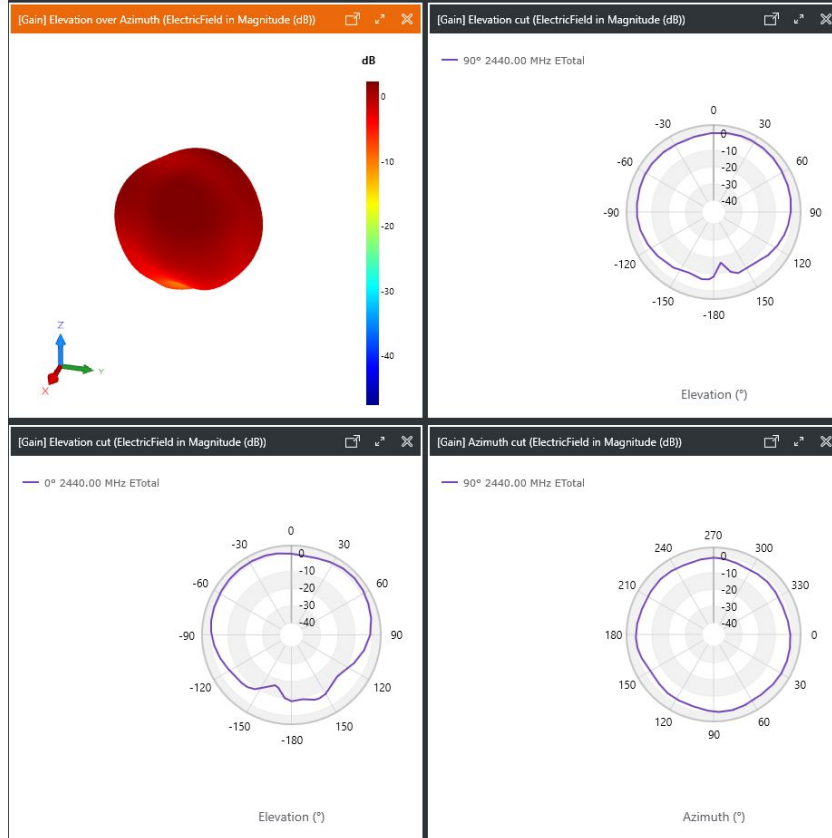 [Gain] Elevation over Azimuth (ElectricField in Magnitude (dB))
dB
0
-10
-20
-30
-40
Z
Y
X
[Gain] Elevation cut (ElectricField in Magnitude (dB))
90° 2440.00 MHz ETotal
0
-30 30
-60 60
-90 90
-120 120
-150 150
-180
0
-10
-20
-30
-40
Elevation (°)
[Gain] Elevation cut (ElectricField in Magnitude (dB))
0° 2440.00 MHz ETotal
0
-30 30
-60 60
-90 90
-120 120
-150 150
-180
0
-10
-20
-30
-40
Elevation (°)
[Gain] Azimuth cut (ElectricField in Magnitude (dB))
90° 2440.00 MHz ETotal
270
240 300
210 330
180 0
150 30
120 60
90
0
-10
-20
-30
-40
Azimuth (°)